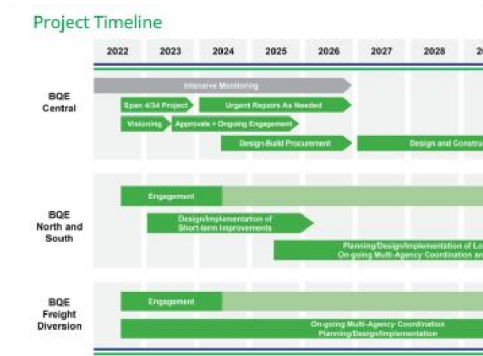 Project Timeline
2022 2023 2024 2025 2026 2027 2028
BQE
Central
Intensive Monitoring
Span 4/34 Project
Urgent Repairs As Needed
Visioning
Approvals + Ongoing Engagement
Design-Build Procurement
Design and Constru
BQE
North and
South
Engagement
Design/Implementation of
Short-term Improvements
Planning/Design/Implementation of Lo
On-going Multi-Agency Coordination an
BQE
Freight
Diversion
Engagement
On-going Multi-Agency Coordination
Planning/Design/Implementation